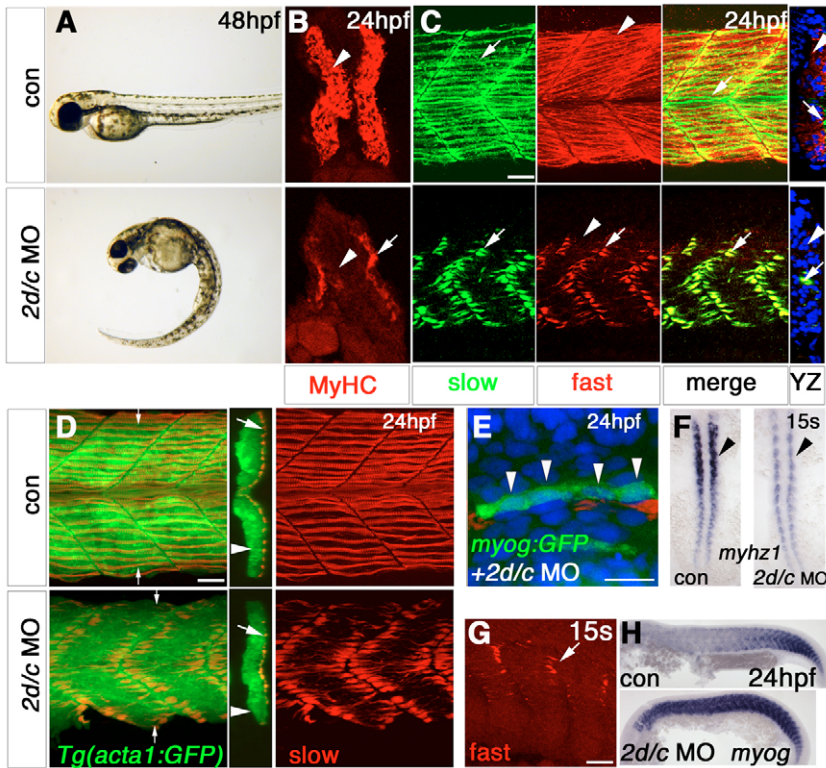 A
48hpf
B
24hpf
C
24hpf
con
2d/c MO
MyHC
slow
fast
merge
YZ
D
24hpf
E
24hpf
F
15s
con
myog:GFP
+2d/c MO
myhz1
con
2d/c MO
2d/c MO
G
15s
H
con
24hpf
Tg(acta1:GFP)
slow
fast
2d/c MO
myog